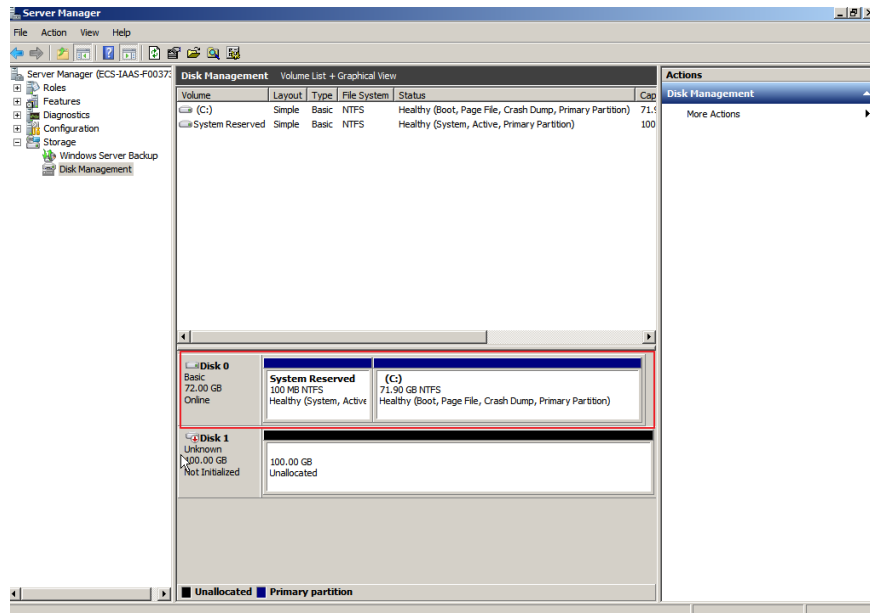 Server Manager
File Action View Help
Server Manager (ECS-IAAS-F00373
Roles
Features
Diagnostics
Configuration
Storage
Windows Server Backup
Disk Management
Disk Management Volume List + Graphical View
Volume Layout Type File System Status Cap
(C:) Simple Basic NTFS Healthy (Boot, Page File, Crash Dump, Primary Partition) 71.9
System Reserved Simple Basic NTFS Healthy (System, Active, Primary Partition) 100
Disk 0
Basic
72.00 GB
Online
System Reserved
100 MB NTFS
Healthy (System, Active
(C:)
71.90 GB NTFS
Healthy (Boot, Page File, Crash Dump, Primary Partition)
Disk 1
Unknown
100.00 GB
Not Initialized
100.00 GB
Unallocated
Unallocated Primary partition
Actions
Disk Management
More Actions